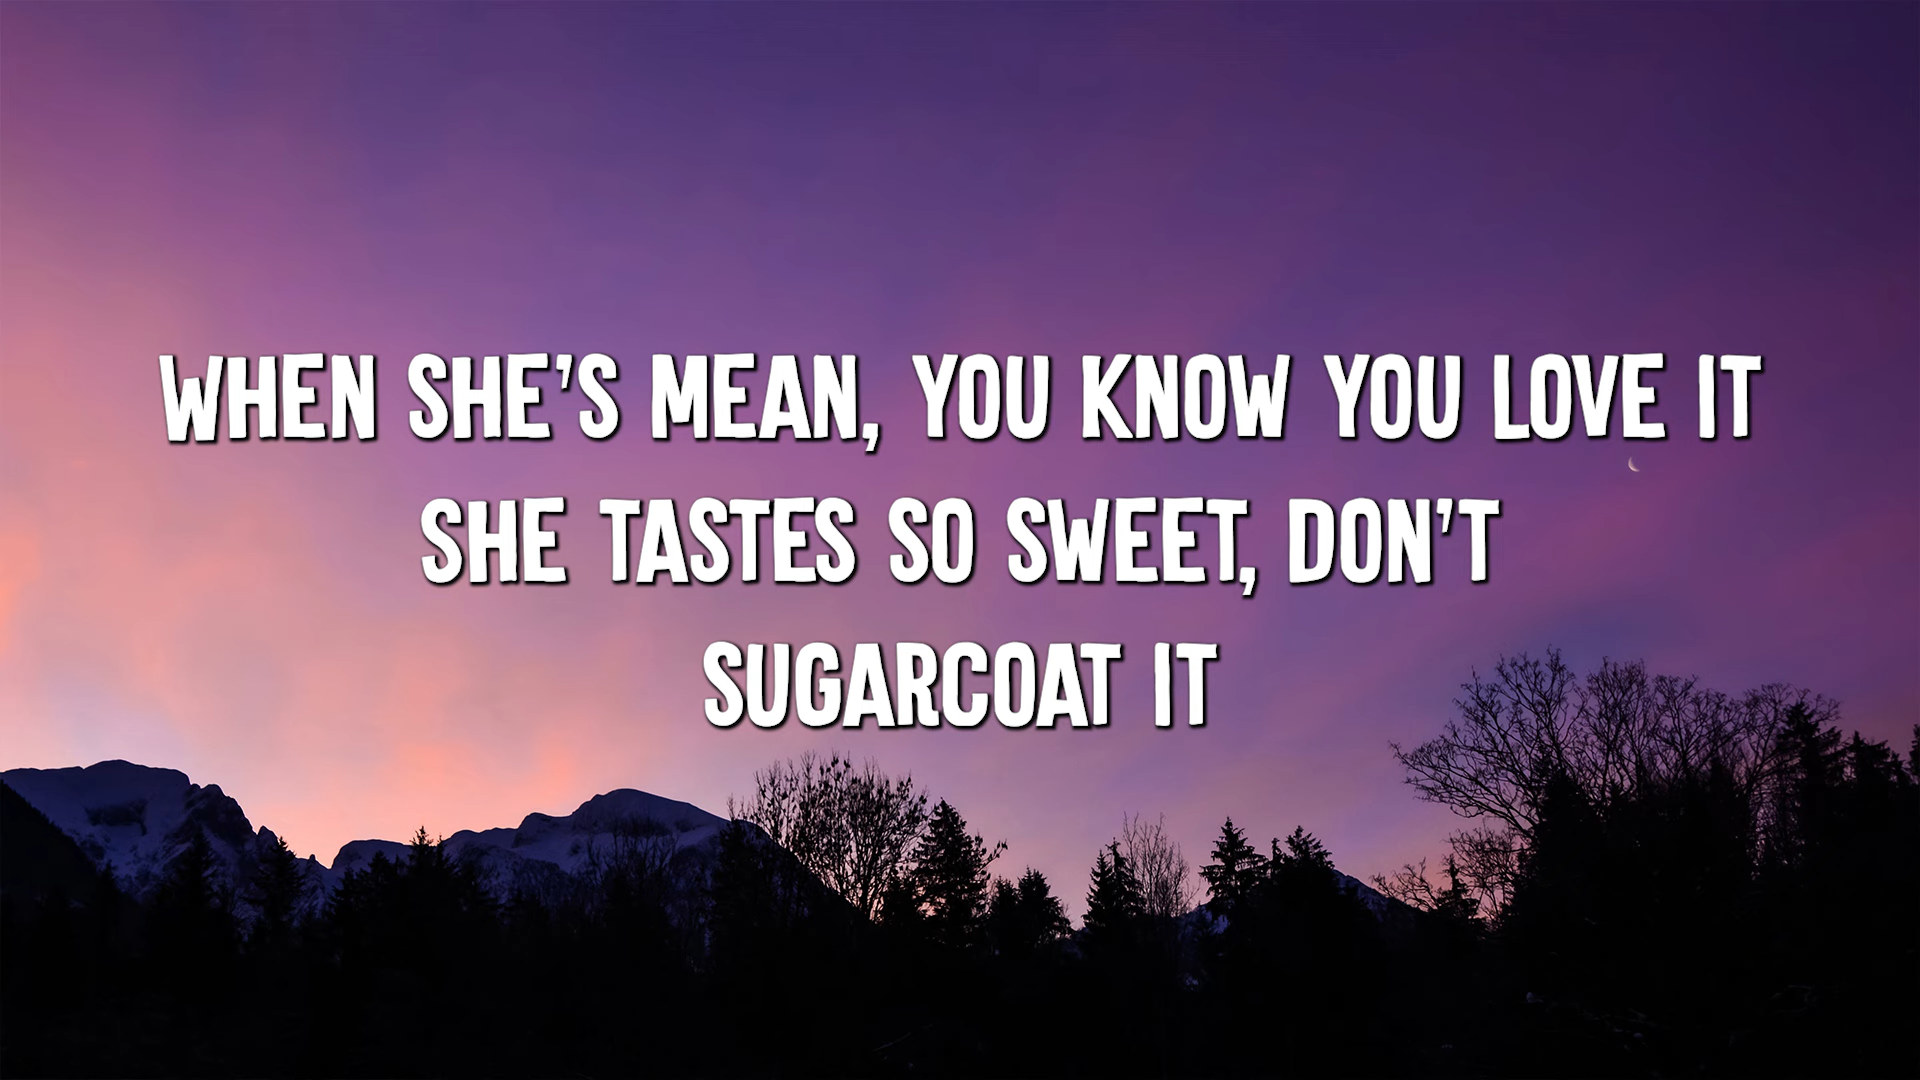 WHEN SHE'S MEAN, YOU KNOW YOU LOVE IT
SHE TASTES SO SWEET, DON'T
SUGARCOAT IT